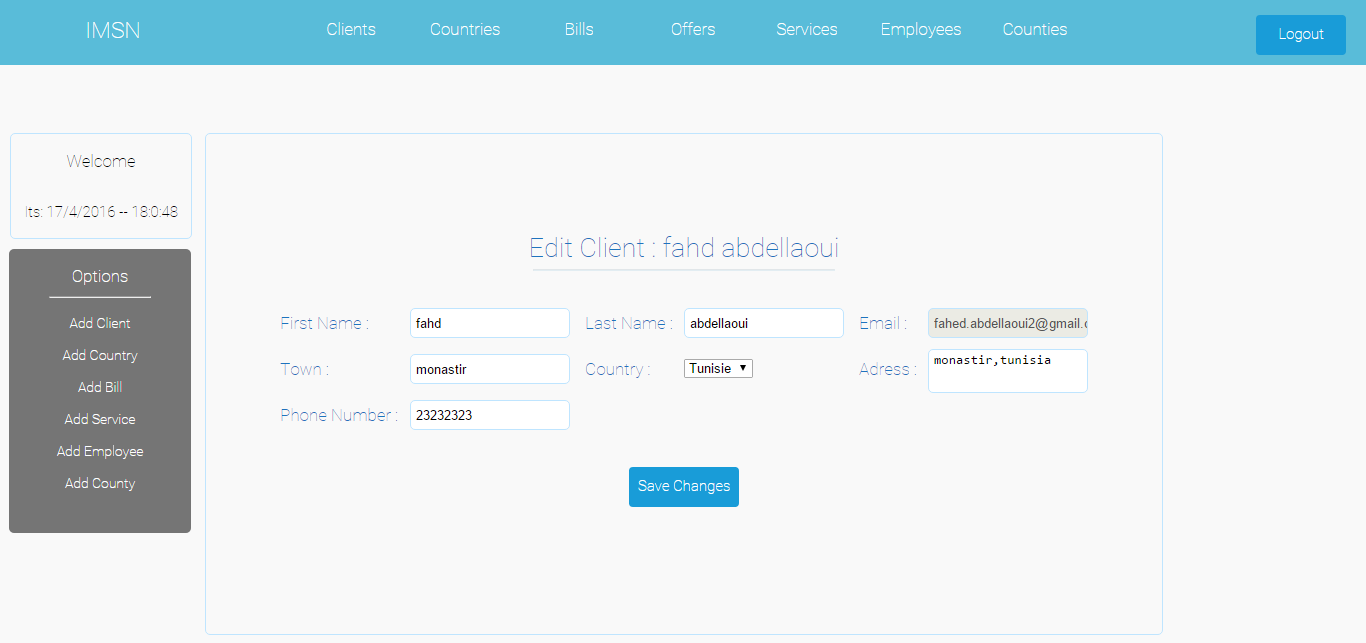 IMSN Clients Countries Bills Offers Services Employees Counties Logout
Welcome
Its: 17/4/2016 -- 18:0:48
Options
Add Client
Add Country
Add Bill
Add Service
Add Employee
Add County
Edit Client : fahd abdellaoui
First Name : fahd Last Name : abdellaoui Email : fahed.abdellaoui2@gmail.c
Town : monastir Country : Tunisie Adress : monastir,tunisia
Phone Number : 23232323
Save Changes